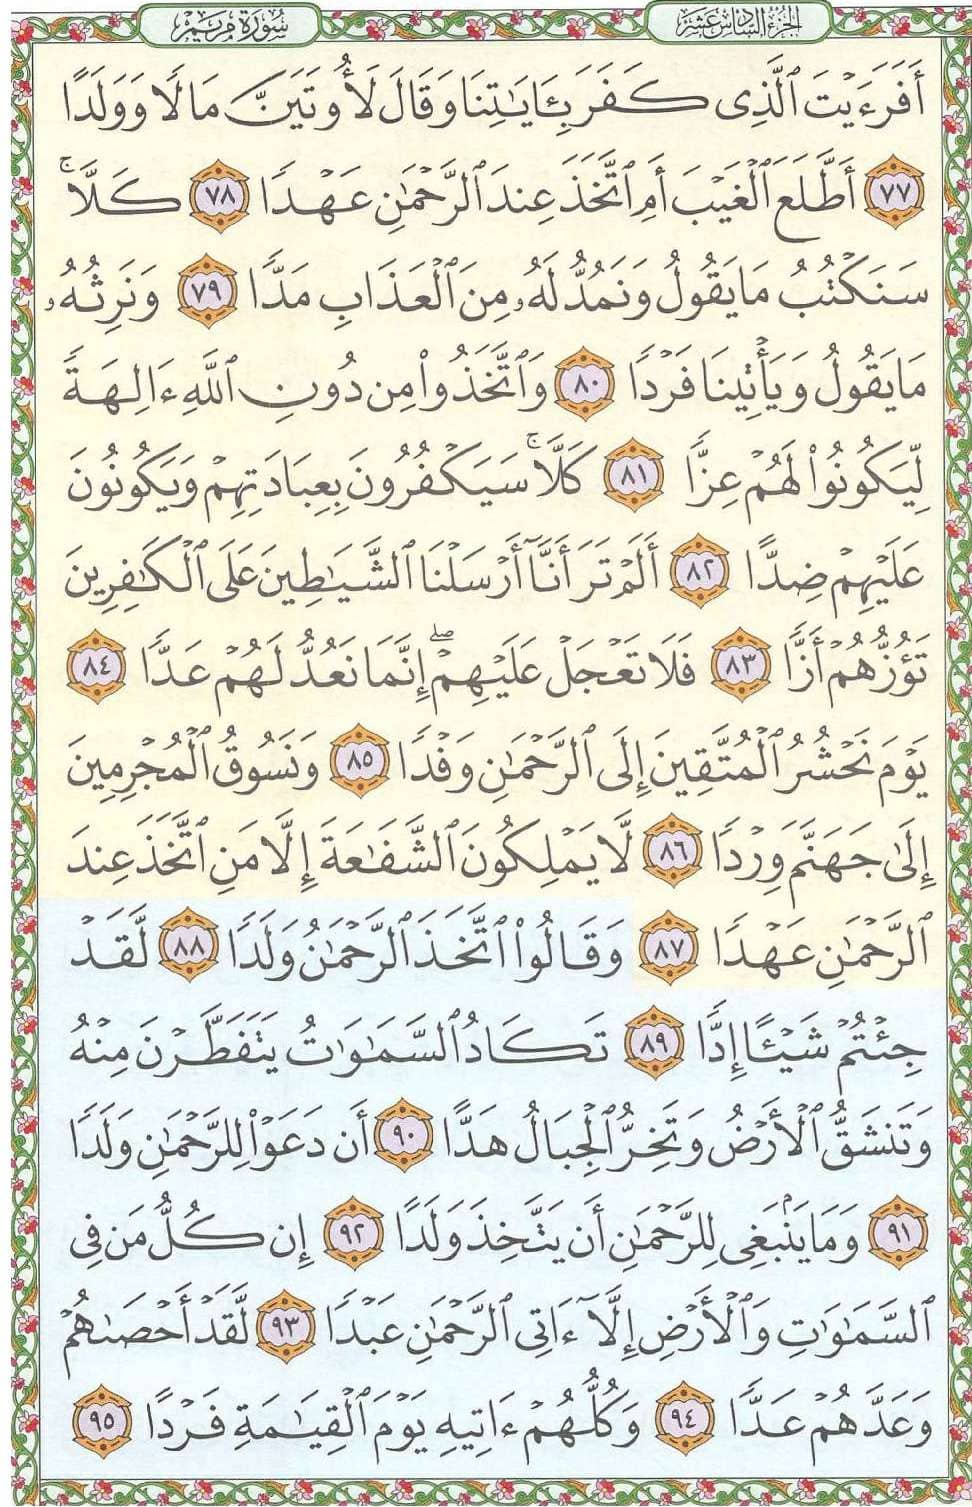 الجزء السادس عشر
سورة مريم
أَفَرَءَيْتَ ٱلَّذِى كَفَرَ بِـَٔايَـٰتِنَا وَقَالَ لَأُوتَيَنَّ مَالًا وَوَلَدًا
٧٧ أَطَّلَعَ ٱلْغَيْبَ أَمِ ٱتَّخَذَ عِندَ ٱلرَّحْمَـٰنِ عَهْدًا ٧٨ كَلَّا ۚ
سَنَكْتُبُ مَا يَقُولُ وَنَمُدُّ لَهُۥ مِنَ ٱلْعَذَابِ مَدًّا ٧٩ وَنَرِثُهُۥ
مَا يَقُولُ وَيَأْتِينَا فَرْدًا ٨٠ وَٱتَّخَذُوا۟ مِن دُونِ ٱللَّهِ ءَالِهَةً
لِّيَكُونُوا۟ لَهُمْ عِزًّا ٨١ كَلَّا ۚ سَيَكْفُرُونَ بِعِبَادَتِهِمْ وَيَكُونُونَ
عَلَيْهِمْ ضِدًّا ٨٢ أَلَمْ تَرَ أَنَّآ أَرْسَلْنَا ٱلشَّيَـٰطِينَ عَلَى ٱلْكَـٰفِرِينَ
تَؤُزُّهُمْ أَزًّا ٨٣ فَلَا تَعْجَلْ عَلَيْهِمْ ۖ إِنَّمَا نَعُدُّ لَهُمْ عَدًّا ٨٤
يَوْمَ نَحْشُرُ ٱلْمُتَّقِينَ إِلَى ٱلرَّحْمَـٰنِ وَفْدًا ٨٥ وَنَسُوقُ ٱلْمُجْرِمِينَ
إِلَىٰ جَهَنَّمَ وِرْدًا ٨٦ لَّا يَمْلِكُونَ ٱلشَّفَـٰعَةَ إِلَّا مَنِ ٱتَّخَذَ عِندَ
ٱلرَّحْمَـٰنِ عَهْدًا ٨٧ وَقَالُوا۟ ٱتَّخَذَ ٱلرَّحْمَـٰنُ وَلَدًا ٨٨ لَّقَدْ
جِئْتُمْ شَيْـًٔا إِدًّا ٨٩ تَكَادُ ٱلسَّمَـٰوَٰتُ يَتَفَطَّرْنَ مِنْهُ
وَتَنشَقُّ ٱلْأَرْضُ وَتَخِرُّ ٱلْجِبَالُ هَدًّا ٩٠ أَن دَعَوْا۟ لِلرَّحْمَـٰنِ وَلَدًا
٩١ وَمَا يَنۢبَغِى لِلرَّحْمَـٰنِ أَن يَتَّخِذَ وَلَدًا ٩٢ إِن كُلُّ مَن فِى
ٱلسَّمَـٰوَٰتِ وَٱلْأَرْضِ إِلَّآ ءَاتِى ٱلرَّحْمَـٰنِ عَبْدًا ٩٣ لَّقَدْ أَحْصَىٰهُمْ
وَعَدَّهُمْ عَدًّا ٩٤ وَكُلُّهُمْ ءَاتِيهِ يَوْمَ ٱلْقِيَـٰمَةِ فَرْدًا ٩٥